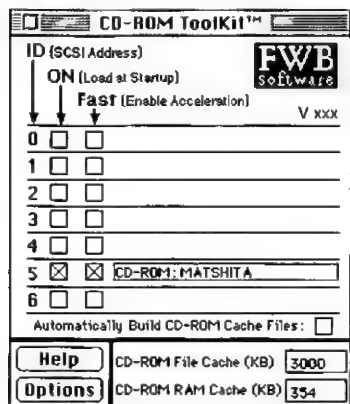 CD-ROM ToolKit™
ID (SCSI Address)
FWB
Software
ON (Load at Startup)
Fast (Enable Acceleration)
V xxx
0
1
2
3
4
5 CD-ROM: MATSHITA
6
Automatically Build CD-ROM Cache Files:
Help
CD-ROM File Cache (KB) 3000
Options
CD-ROM RAM Cache (KB) 354